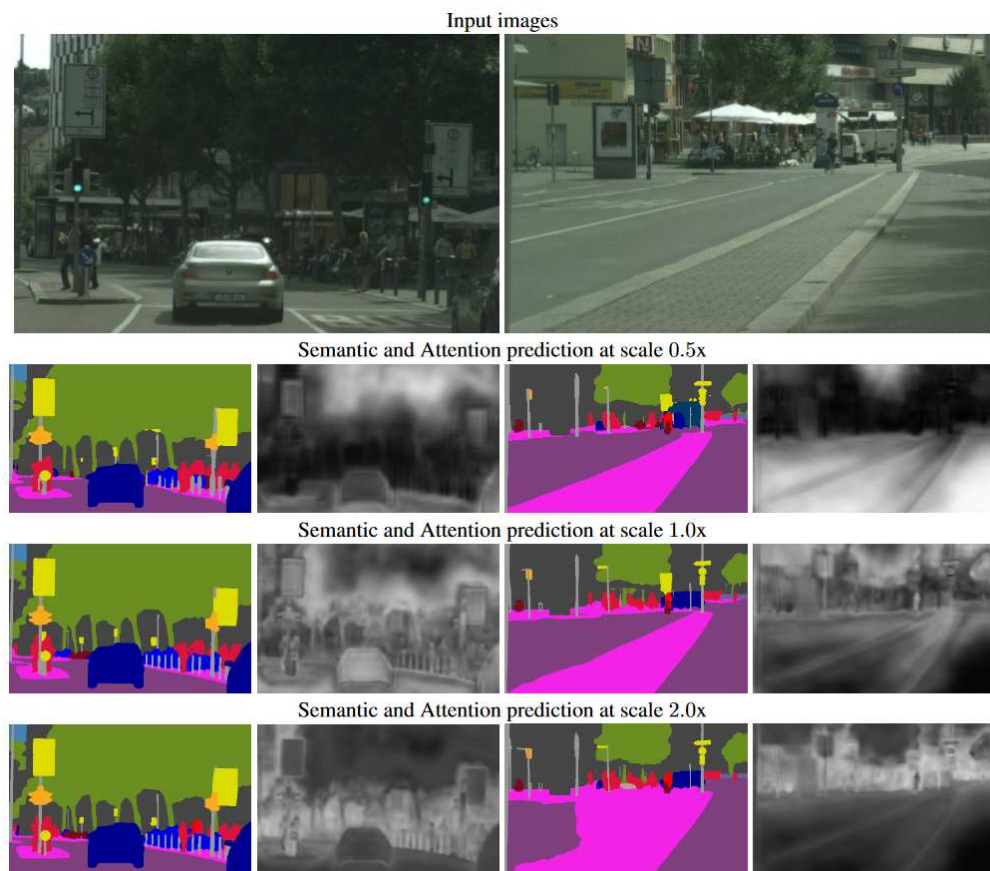 Input images
Semantic and Attention prediction at scale 0.5x
Semantic and Attention prediction at scale 1.0x
Semantic and Attention prediction at scale 2.0x